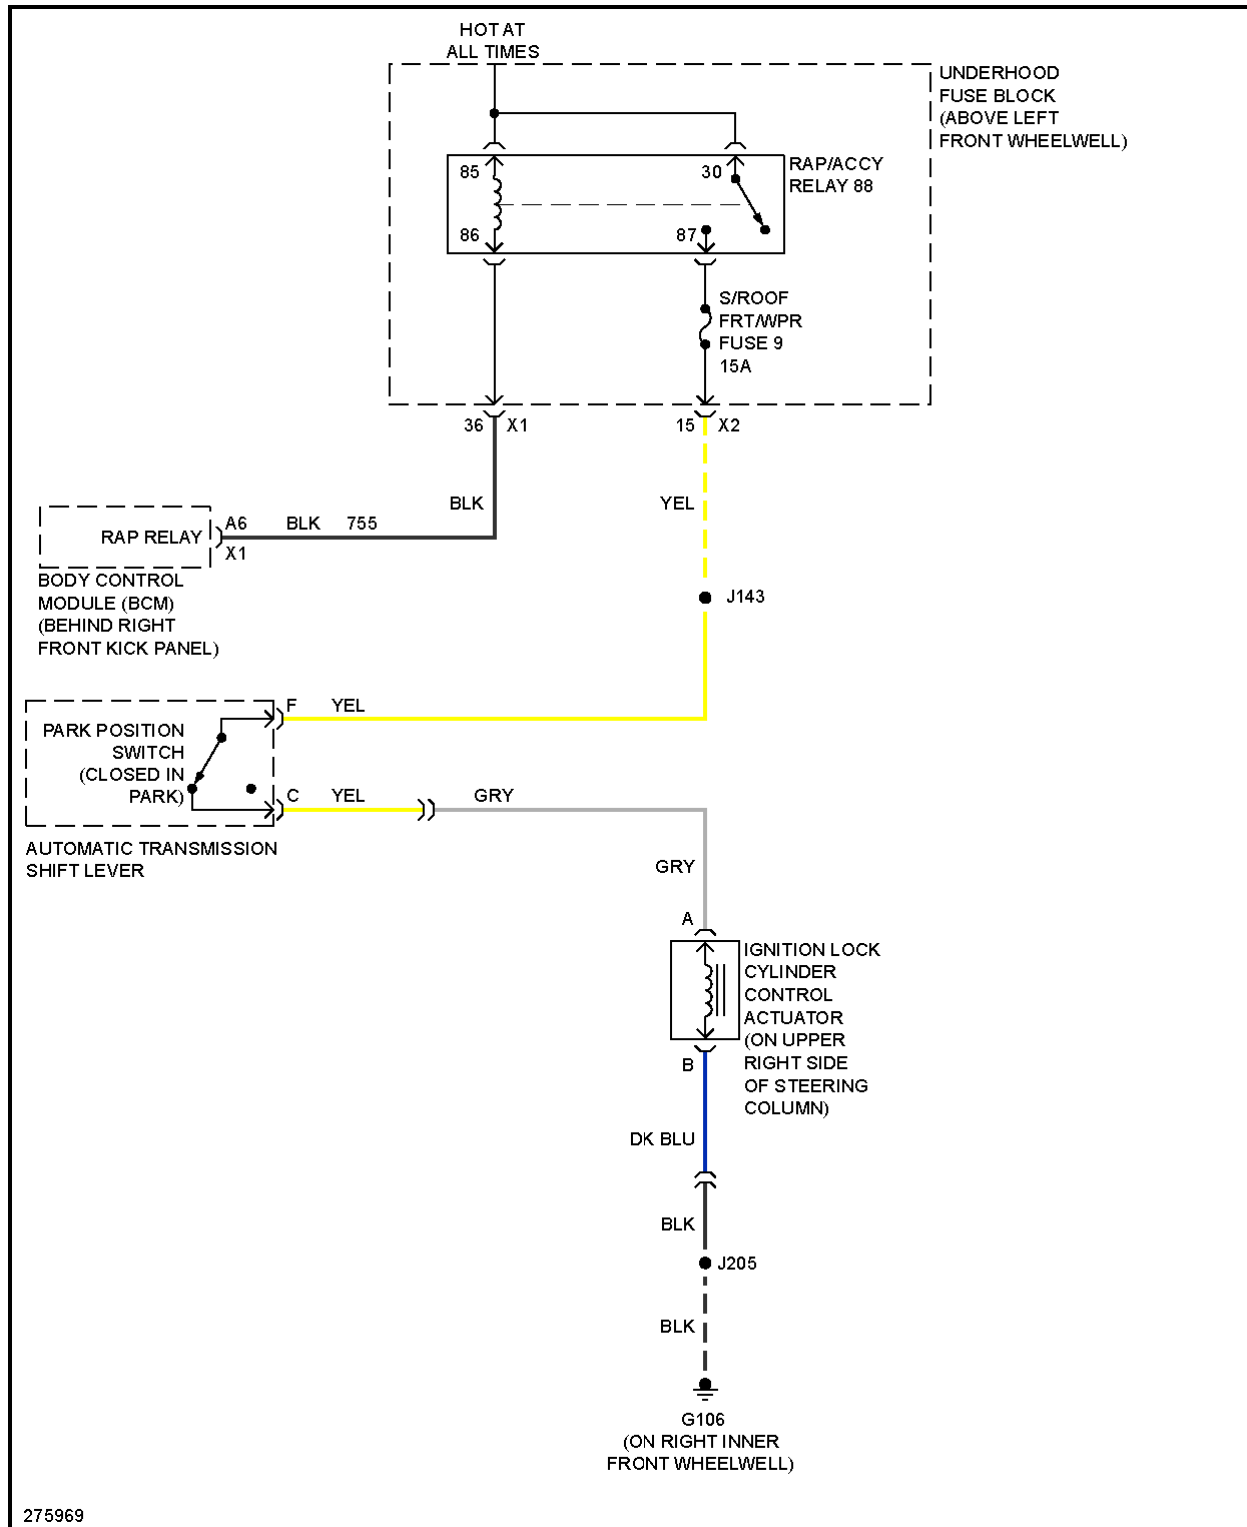 HOT AT
ALL TIMES
UNDERHOOD
FUSE BLOCK
(ABOVE LEFT
FRONT WHEELWELL)
85
30
RAP/ACCY
RELAY 88
86
87
S/ROOF
FRT/WPR
FUSE 9
15A
36
X1
15
X2
BLK
YEL
RAP RELAY
A6
BLK
755
X1
BODY CONTROL
MODULE (BCM)
(BEHIND RIGHT
FRONT KICK PANEL)
J143
F
YEL
PARK POSITION
SWITCH
(CLOSED IN
PARK)
C
YEL
GRY
AUTOMATIC TRANSMISSION
SHIFT LEVER
GRY
A
IGNITION LOCK
CYLINDER
CONTROL
ACTUATOR
(ON UPPER
RIGHT SIDE
OF STEERING
COLUMN)
B
DK BLU
BLK
J205
BLK
G106
(ON RIGHT INNER
FRONT WHEELWELL)
275969